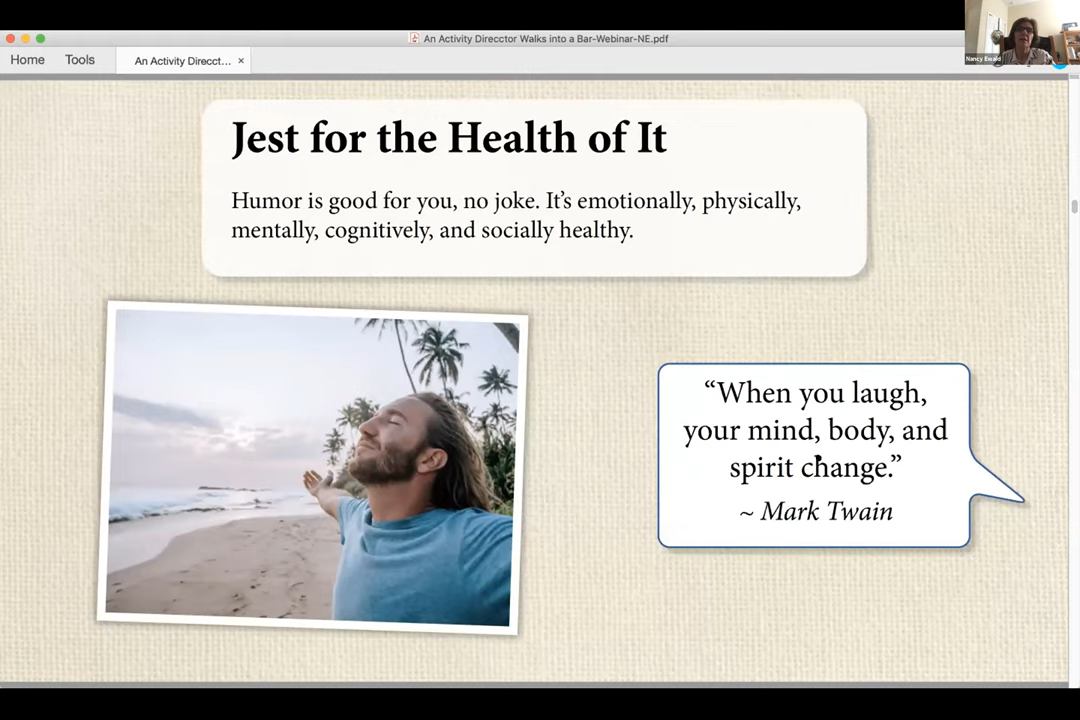 An Activity Direcctor Walks into a Bar-Webinar-NE.pdf
Home
Tools
An Activity Direcct... ×
Nancy Ewald
Jest for the Health of It
Humor is good for you, no joke. It’s emotionally, physically,
mentally, cognitively, and socially healthy.
“When you laugh,
your mind, body, and
spirit change.”
~ Mark Twain